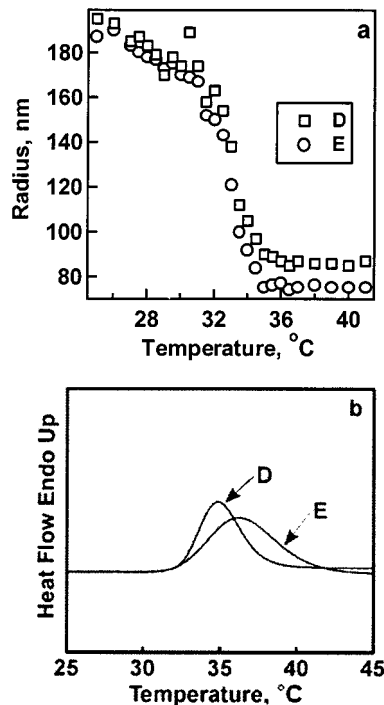 a
180
160
140
120
100
80
Radius, nm
D
E
28 32 36 40
Temperature, °C
b
Heat Flow Endo Up
D
E
25 30 35 40 45
Temperature, °C